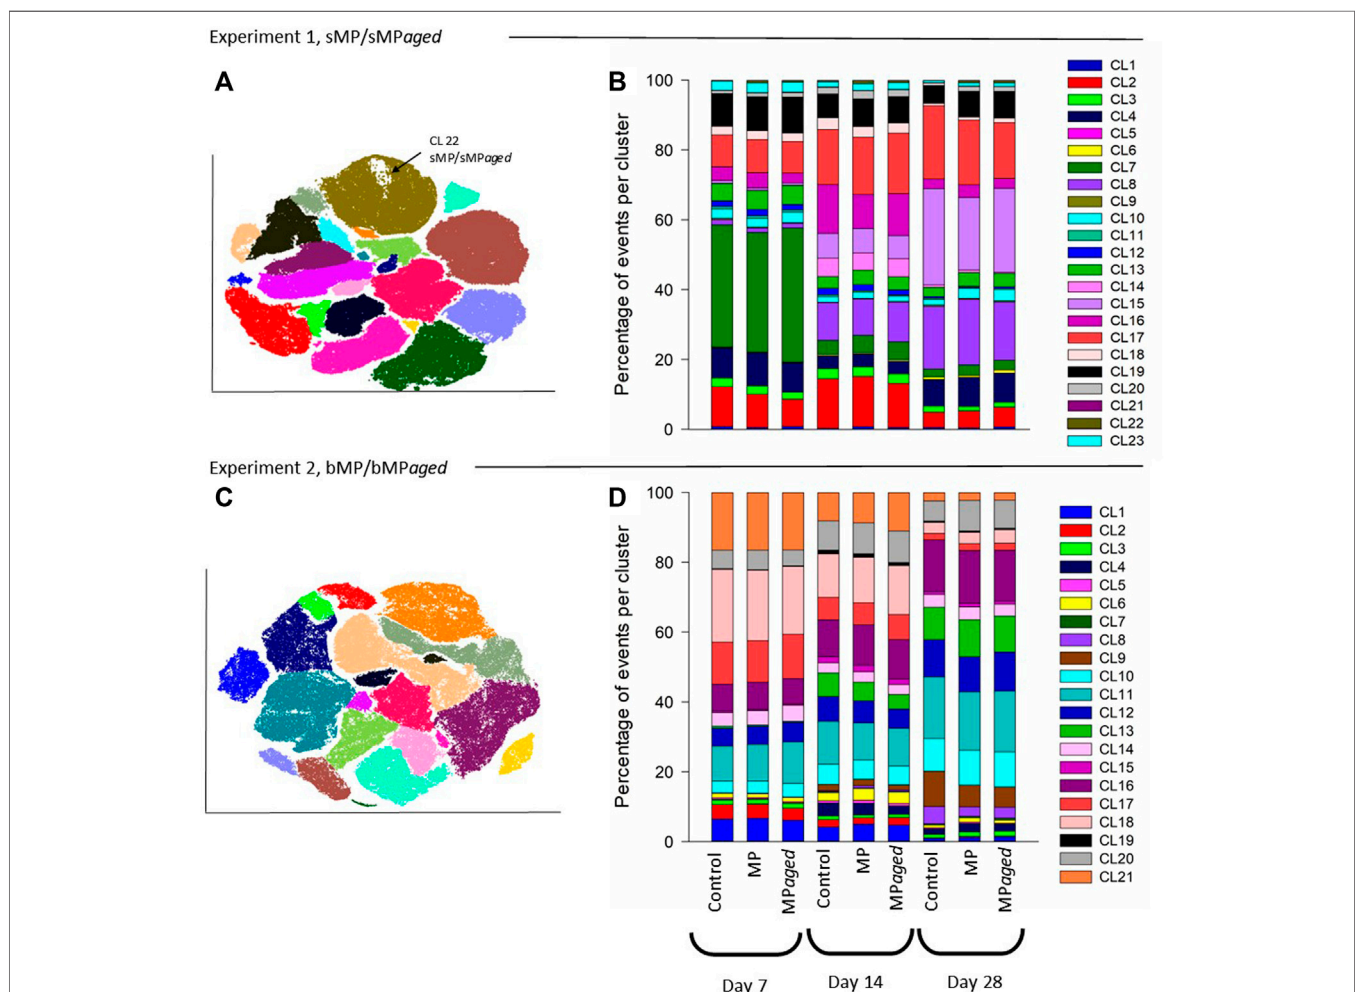 Experiment 1, sMP/sMPaged
A
B
CL 22
sMP/sMPaged
Percentage of events per cluster
100
80
60
40
20
0
CL1
CL2
CL3
CL4
CL5
CL6
CL7
CL8
CL9
CL10
CL11
CL12
CL13
CL14
CL15
CL16
CL17
CL18
CL19
CL20
CL21
CL22
CL23
Experiment 2, bMP/bMPaged
C
D
Percentage of events per cluster
100
80
60
40
20
0
CL1
CL2
CL3
CL4
CL5
CL6
CL7
CL8
CL9
CL10
CL11
CL12
CL13
CL14
CL15
CL16
CL17
CL18
CL19
CL20
CL21
Control
MP
MPaged
Control
MP
MPaged
Control
MP
MPaged
Day 7
Day 14
Day 28